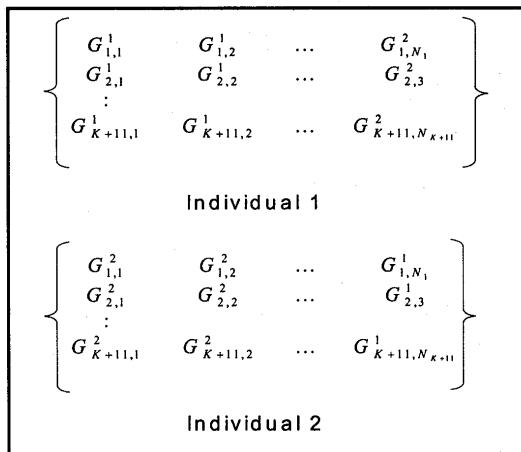 G^1_{1,1} G^1_{1,2} ... G^2_{1,N_1}
G^1_{2,1} G^1_{2,2} ... G^2_{2,3}
:
G^1_{K+11,1} G^1_{K+11,2} ... G^2_{K+11,N_{K+11}}
Individual 1
G^2_{1,1} G^2_{1,2} ... G^1_{1,N_1}
G^2_{2,1} G^2_{2,2} ... G^1_{2,3}
:
G^2_{K+11,1} G^2_{K+11,2} ... G^1_{K+11,N_{K+11}}
Individual 2